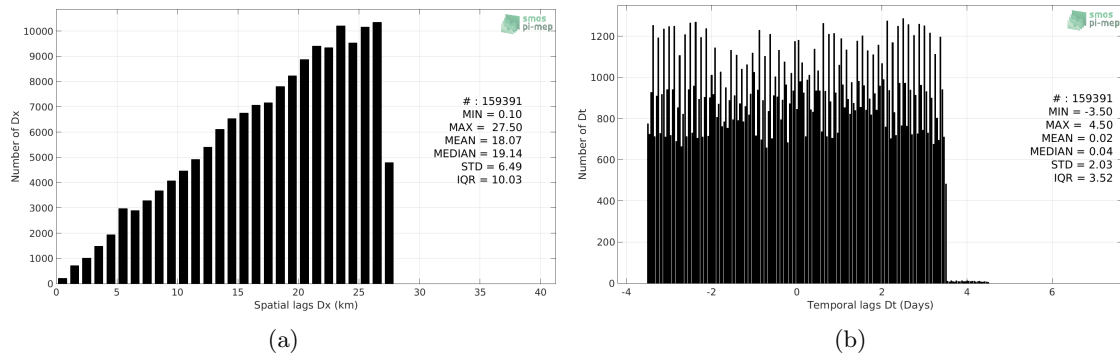 smos
pi-mep
10000
9000
8000
7000
6000
5000
4000
3000
2000
1000
0
Number of Dx
# : 159391
MIN = 0.10
MAX = 27.50
MEAN = 18.07
MEDIAN = 19.14
STD = 6.49
IQR = 10.03
0 5 10 15 20 25 30 35 40
Spatial lags Dx (km)
(a)
smos
pi-mep
1200
1000
800
600
400
200
0
Number of Dt
# : 159391
MIN = -3.50
MAX = 4.50
MEAN = 0.02
MEDIAN = 0.04
STD = 2.03
IQR = 3.52
-4 -2 0 2 4 6
Temporal lags Dt (Days)
(b)